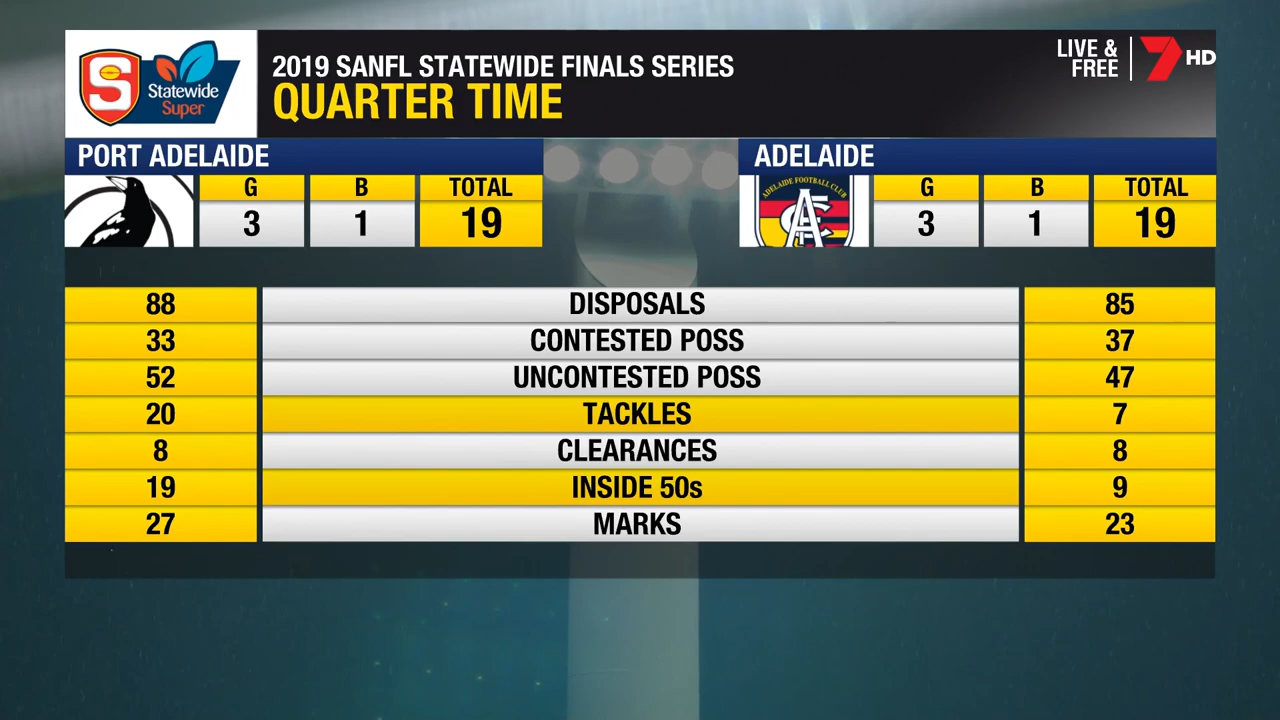 S
Statewide
Super
2019 SANFL STATEWIDE FINALS SERIES
QUARTER TIME
LIVE &
FREE
7HD
PORT ADELAIDE
G B TOTAL
3 1 19
ADELAIDE
ADELAIDE FOOTBALL CLUB
AFC
G B TOTAL
3 1 19
88 DISPOSALS 85
33 CONTESTED POSS 37
52 UNCONTESTED POSS 47
20 TACKLES 7
8 CLEARANCES 8
19 INSIDE 50s 9
27 MARKS 23